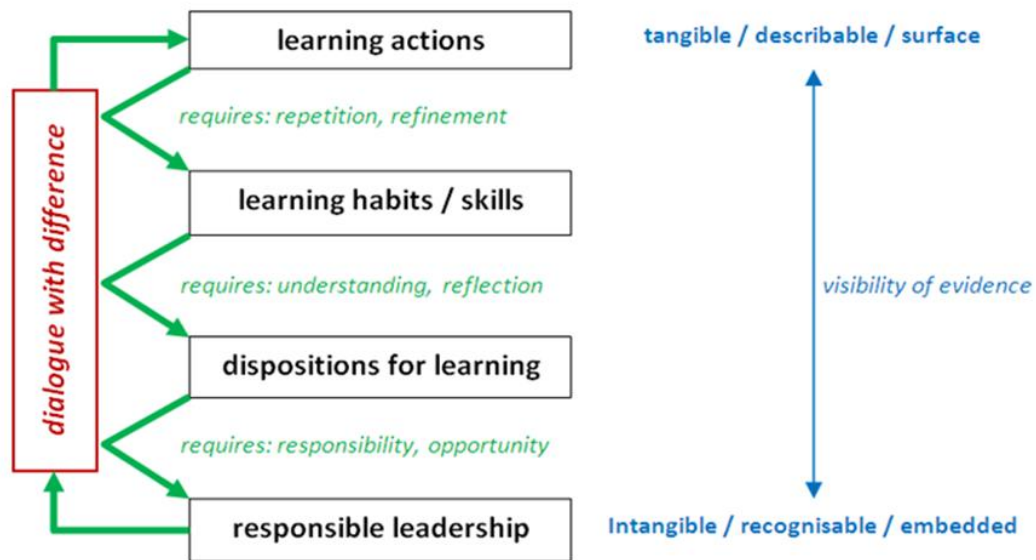 learning actions
tangible / describable / surface
requires: repetition, refinement
learning habits / skills
dialogue with difference
requires: understanding, reflection
visibility of evidence
dispositions for learning
requires: responsibility, opportunity
responsible leadership
Intangible / recognisable / embedded